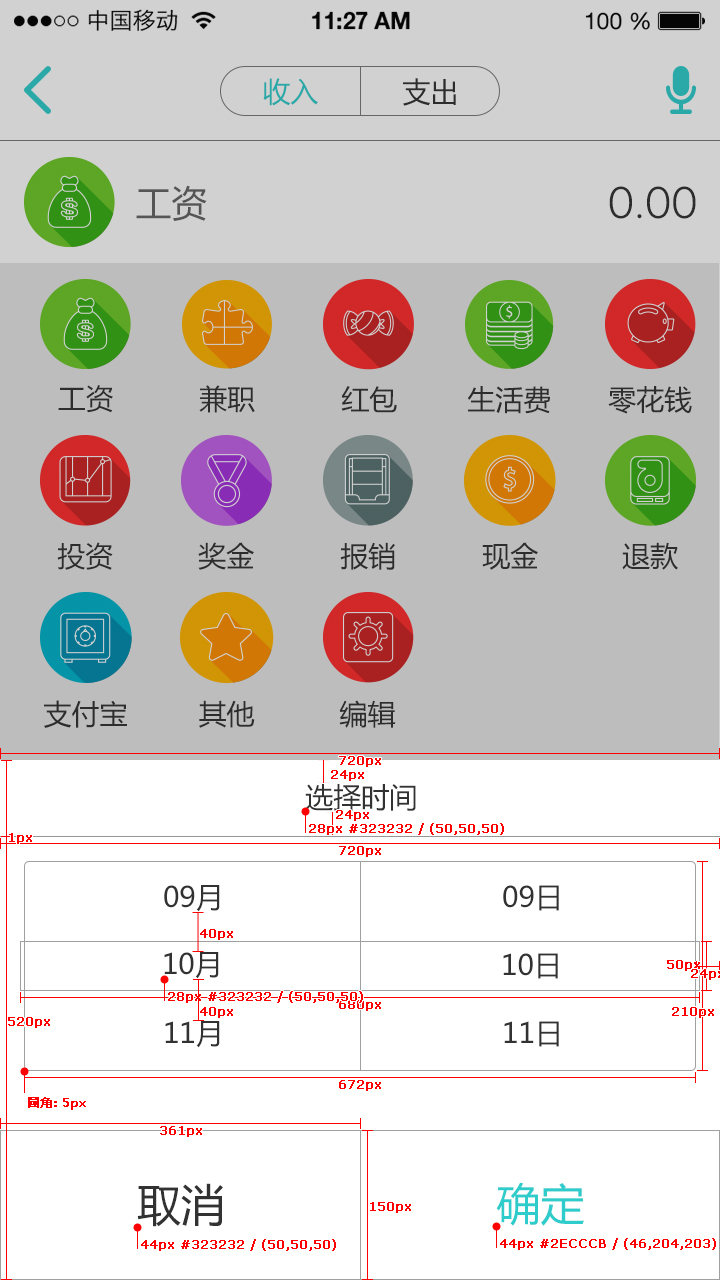 中国移动 11:27 AM 100 %
收入 支出
工资 0.00
工资 兼职 红包 生活费 零花钱
投资 奖金 报销 现金 退款
支付宝 其他 编辑
720px
24px
选择时间
24px
28px #323232 / (50,50,50)
1px
720px
09月 09日
40px
10月 10日
50px
24px
28px #323232 / (50,50,50)
680px
40px
210px
520px
11月 11日
672px
圆角: 5px
361px
取消 确定
150px
44px #323232 / (50,50,50)
44px #2ECCCB / (46,204,203)